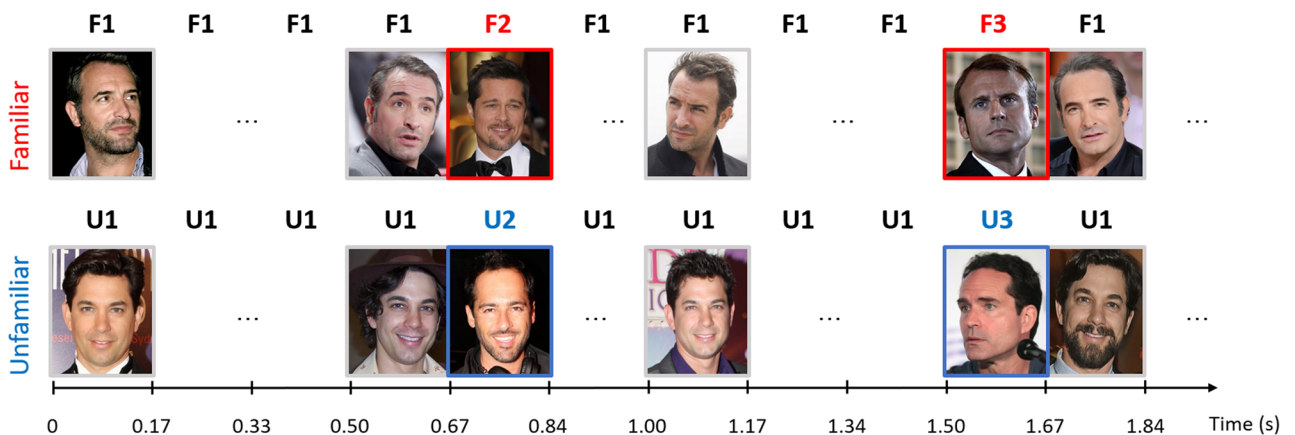 F1 F1 F1 F1 F2 F1 F1 F1 F1 F3 F1
Familiar
... ... ... ...
U1 U1 U1 U1 U2 U1 U1 U1 U1 U3 U1
Unfamiliar
... ... ... ...
0 0.17 0.33 0.50 0.67 0.84 1.00 1.17 1.34 1.50 1.67 1.84 Time (s)